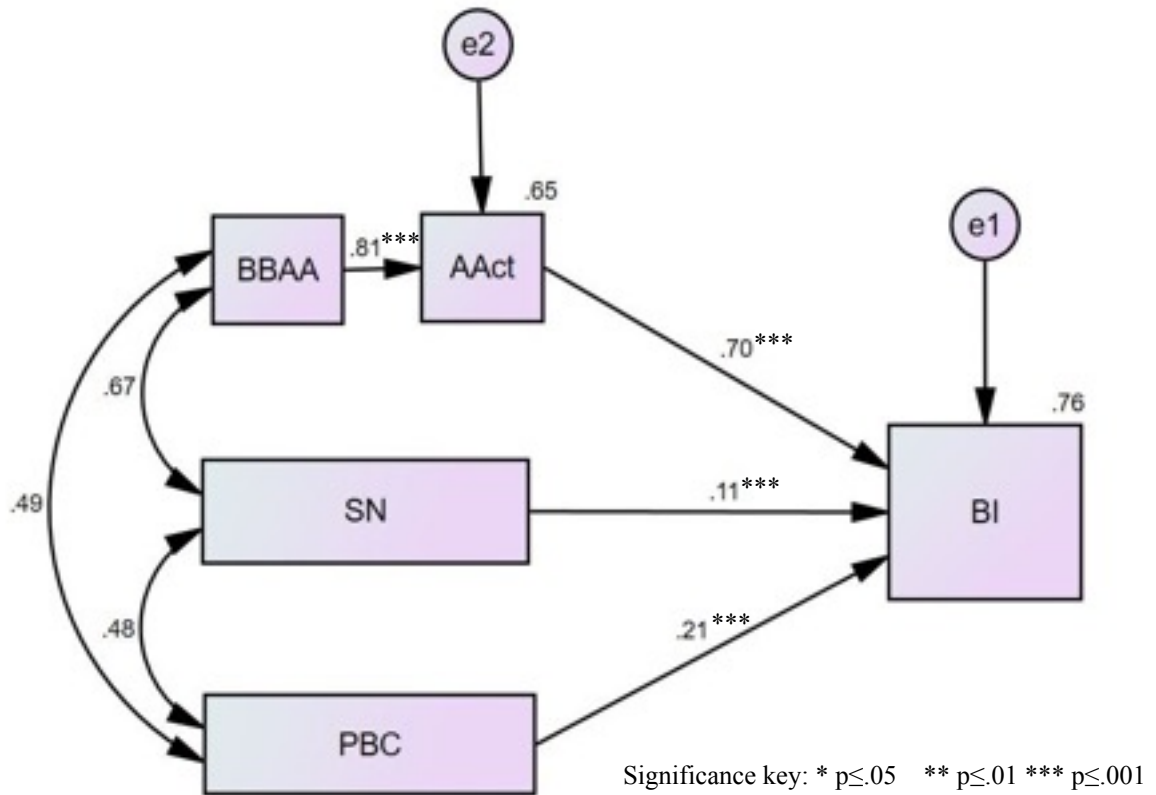 e2
.65
e1
BBAA
.81***
AAct
.70***
.67
.76
.49
SN
.11***
BI
.48
.21***
PBC
Significance key: * p≤.05 ** p≤.01 *** p≤.001